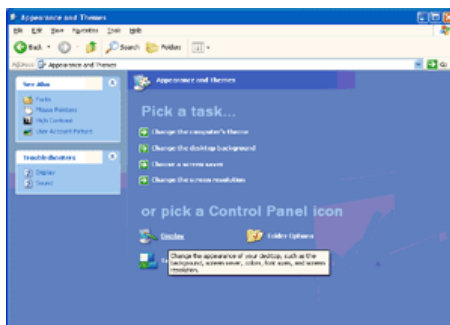 Appearance and Themes
File Edit View Favorites Tools Help
Back Search Folders
Address Appearance and Themes Go
See Also
Fonts
Mouse Pointers
High Contrast
User Account Picture
Troubleshooters
Display
Sound
Appearance and Themes
Pick a task...
Change the computer's theme
Change the desktop background
Choose a screen saver
Change the screen resolution
or pick a Control Panel icon
Display Folder Options
Change the appearance of your desktop, such as the
background, screen saver, colors, font sizes, and screen
resolution.